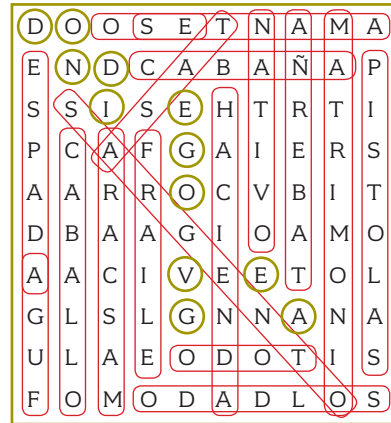 D O O S E T N A M A
E N D C A B A Ñ A P
S S I S E H T R T I
P C A F G A I E R S
A A R R O C V B I T
D B A A G I O A M O
A A C I V E E T O L
G L S L G N N A N A
U L A E O D O T I S
F O M O D A D L O S